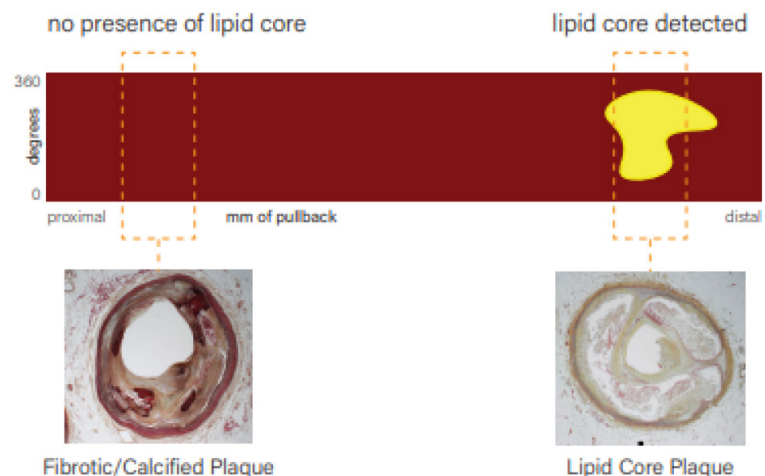 no presence of lipid core
lipid core detected
360
degrees
0
proximal
mm of pullback
distal
Fibrotic/Calcified Plaque
Lipid Core Plaque